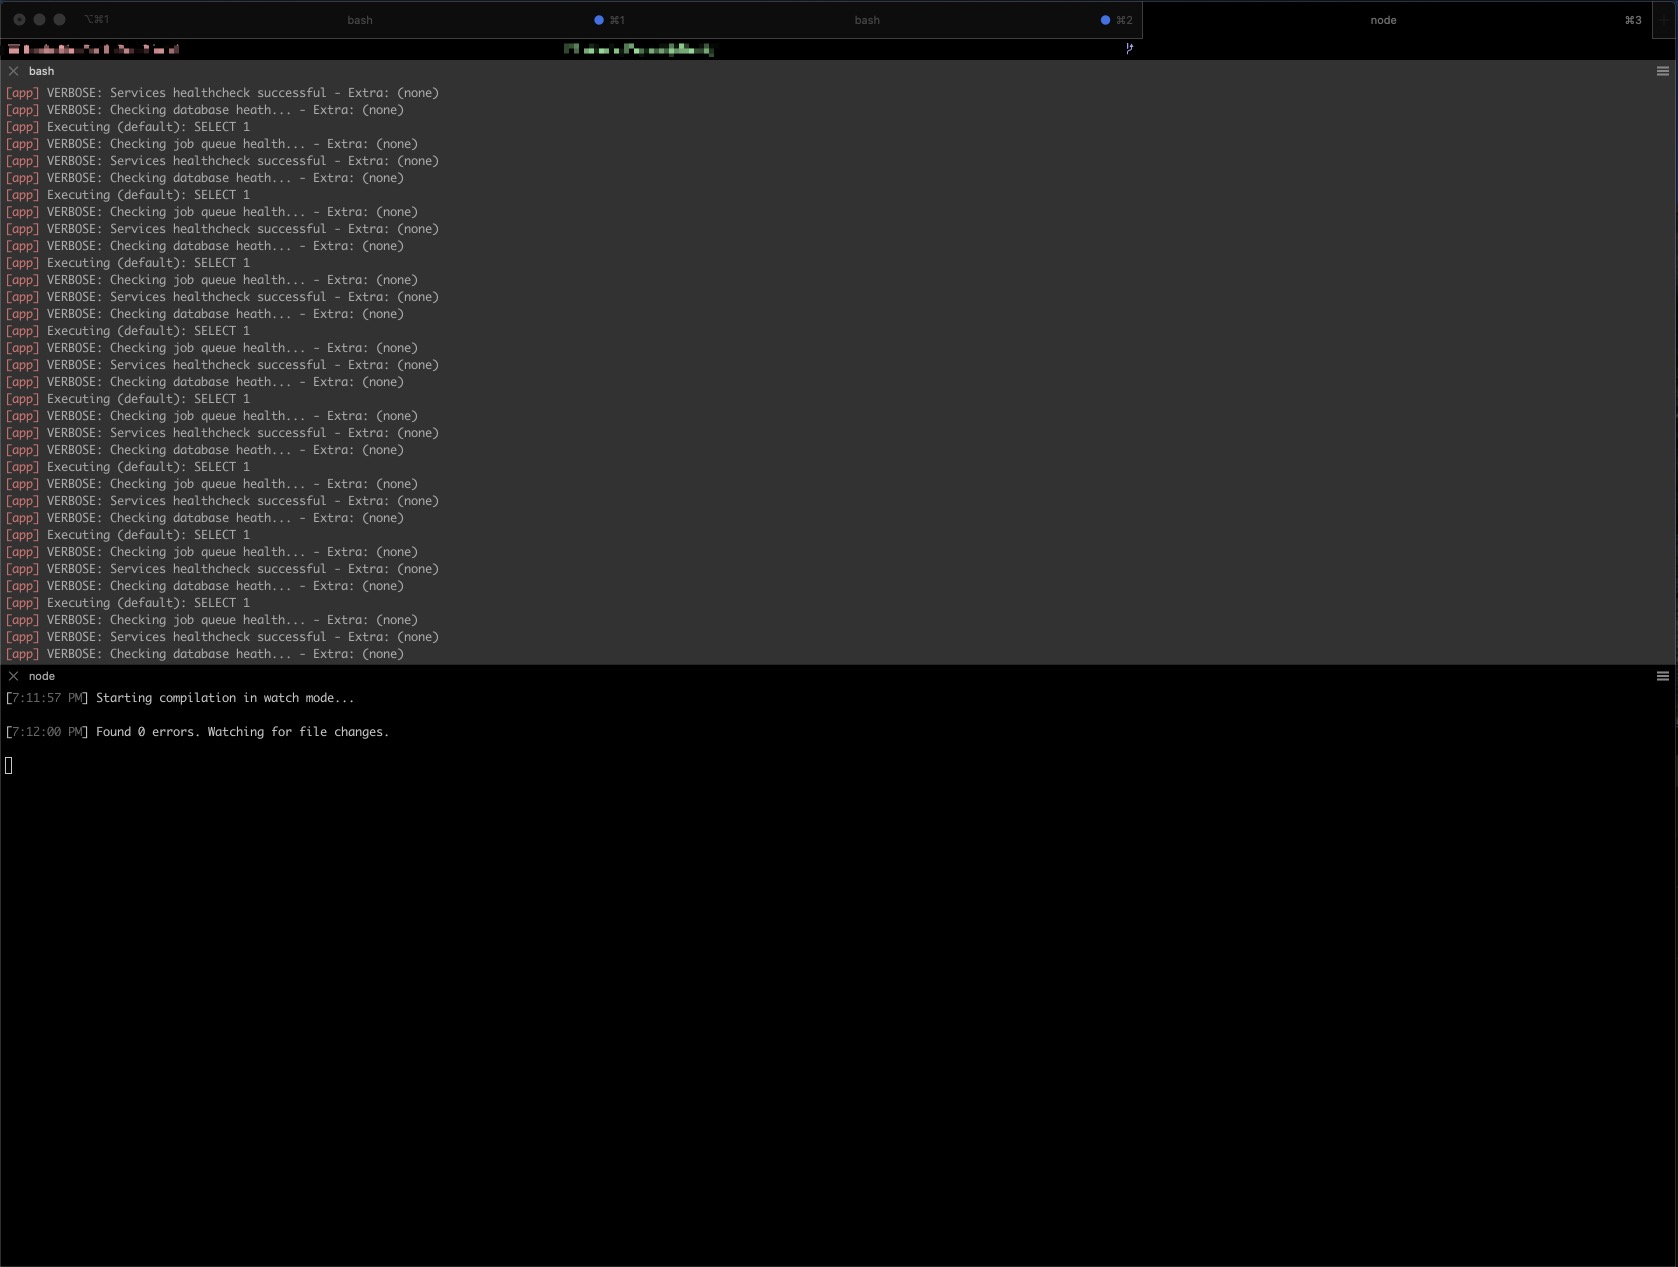 ⌥⌘1 bash ⌘1 bash ⌘2 node ⌘3
bash
[app] VERBOSE: Services healthcheck successful - Extra: (none)
[app] VERBOSE: Checking database heath... - Extra: (none)
[app] Executing (default): SELECT 1
[app] VERBOSE: Checking job queue health... - Extra: (none)
[app] VERBOSE: Services healthcheck successful - Extra: (none)
[app] VERBOSE: Checking database heath... - Extra: (none)
[app] Executing (default): SELECT 1
[app] VERBOSE: Checking job queue health... - Extra: (none)
[app] VERBOSE: Services healthcheck successful - Extra: (none)
[app] VERBOSE: Checking database heath... - Extra: (none)
[app] Executing (default): SELECT 1
[app] VERBOSE: Checking job queue health... - Extra: (none)
[app] VERBOSE: Services healthcheck successful - Extra: (none)
[app] VERBOSE: Checking database heath... - Extra: (none)
[app] Executing (default): SELECT 1
[app] VERBOSE: Checking job queue health... - Extra: (none)
[app] VERBOSE: Services healthcheck successful - Extra: (none)
[app] VERBOSE: Checking database heath... - Extra: (none)
[app] Executing (default): SELECT 1
[app] VERBOSE: Checking job queue health... - Extra: (none)
[app] VERBOSE: Services healthcheck successful - Extra: (none)
[app] VERBOSE: Checking database heath... - Extra: (none)
[app] Executing (default): SELECT 1
[app] VERBOSE: Checking job queue health... - Extra: (none)
[app] VERBOSE: Services healthcheck successful - Extra: (none)
[app] VERBOSE: Checking database heath... - Extra: (none)
[app] Executing (default): SELECT 1
[app] VERBOSE: Checking job queue health... - Extra: (none)
[app] VERBOSE: Services healthcheck successful - Extra: (none)
[app] VERBOSE: Checking database heath... - Extra: (none)
[app] Executing (default): SELECT 1
[app] VERBOSE: Checking job queue health... - Extra: (none)
[app] VERBOSE: Services healthcheck successful - Extra: (none)
[app] VERBOSE: Checking database heath... - Extra: (none)
node
[7:11:57 PM] Starting compilation in watch mode...
[7:12:00 PM] Found 0 errors. Watching for file changes.